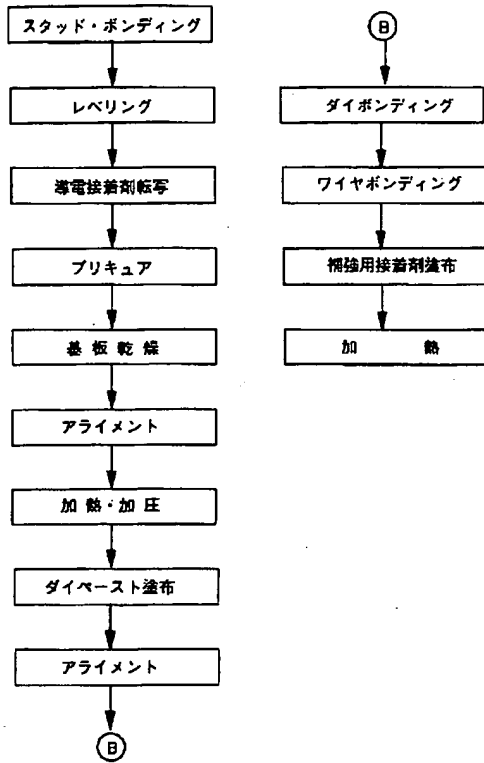 スタッド・ボンディング
レベリング
導電接着剤転写
プリキュア
基板乾燥
アライメント
加熱・加圧
ダイペースト塗布
アライメント
B
B
ダイボンディング
ワイヤボンディング
補強用接着剤塗布
加 熱